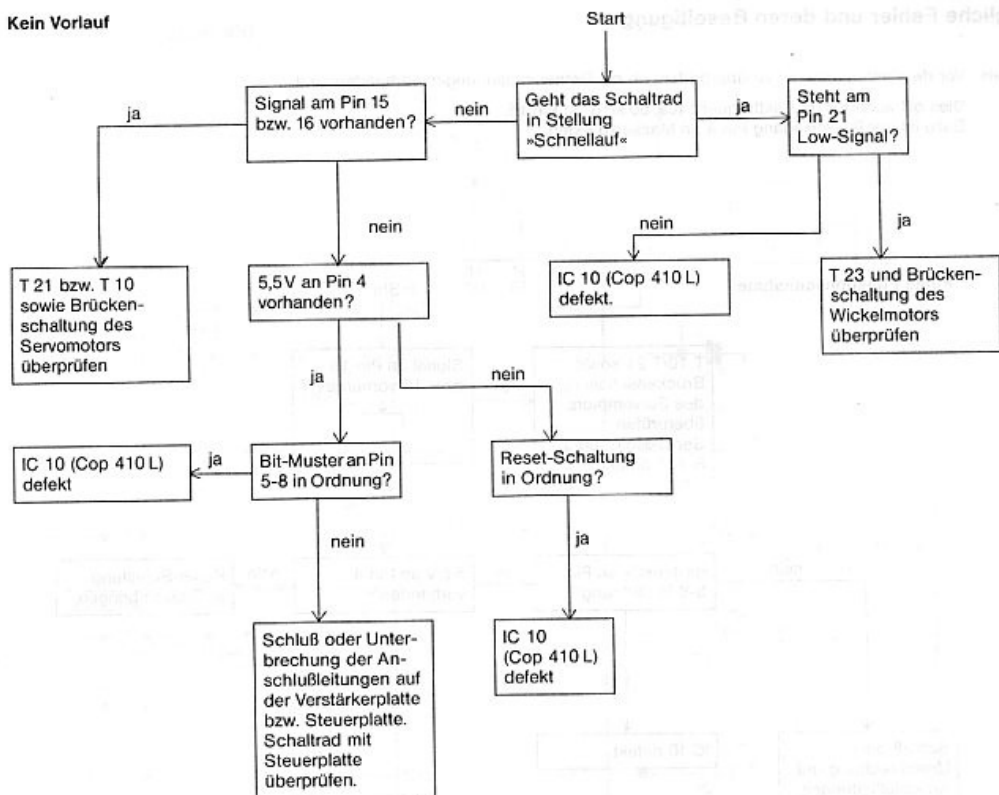 Kein Vorlauf
Start
Signal am Pin 15
bzw. 16 vorhanden?
nein
Geht das Schaltrad
in Stellung
»Schnellauf«
ja
Steht am
Pin 21
Low-Signal?
ja
nein
nein
ja
T 21 bzw. T 10
sowie Brücken-
schaltung des
Servomotors
überprüfen
5,5 V an Pin 4
vorhanden?
IC 10 (Cop 410 L)
defekt.
T 23 und Brücken-
schaltung des
Wickelmotors
überprüfen
ja
nein
IC 10 (Cop 410 L)
defekt
ja
Bit-Muster an Pin
5-8 in Ordnung?
Reset-Schaltung
in Ordnung?
nein
ja
Schluß oder Unter-
brechung der An-
schlußleitungen auf
der Verstärkerplatte
bzw. Steuerplatte.
Schaltrad mit
Steuerplatte
überprüfen.
IC 10
(Cop 410 L)
defekt